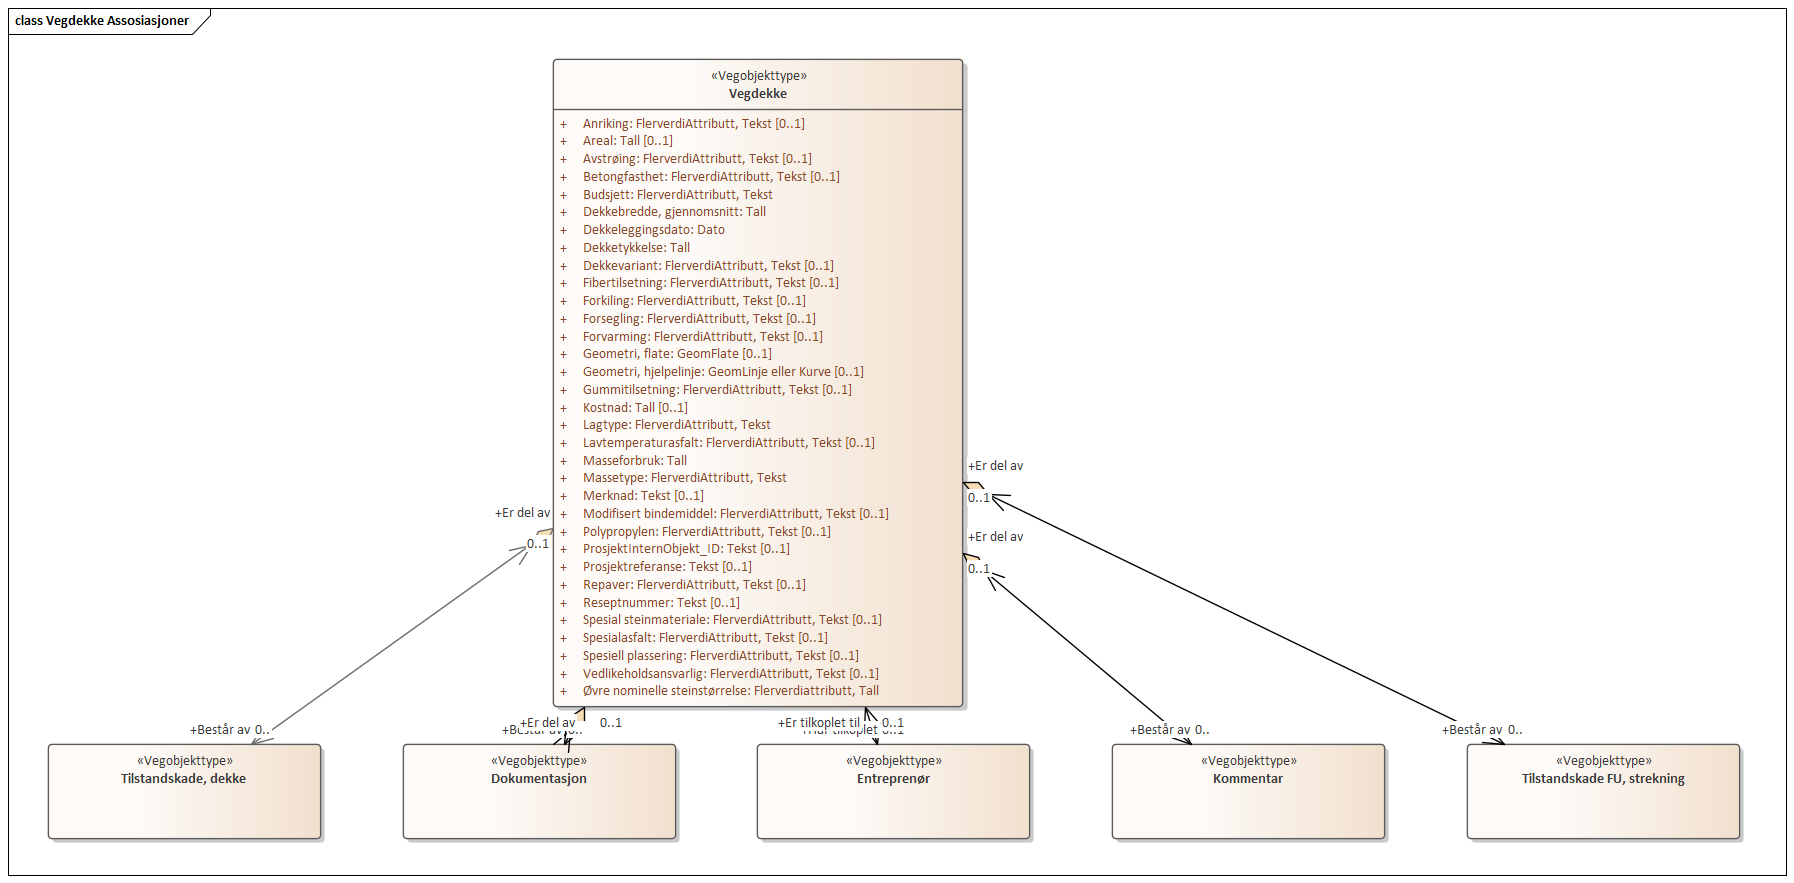 class Vegdekke Assosiasjoner
«Vegobjekttype»
Vegdekke
+ Anriking: FlerverdiAttributt, Tekst [0..1]
+ Areal: Tall [0..1]
+ Avstrøing: FlerverdiAttributt, Tekst [0..1]
+ Betongfasthet: FlerverdiAttributt, Tekst [0..1]
+ Budsjett: FlerverdiAttributt, Tekst
+ Dekkebredde, gjennomsnitt: Tall
+ Dekkeleggingsdato: Dato
+ Dekketykkelse: Tall
+ Dekkevariant: FlerverdiAttributt, Tekst [0..1]
+ Fibertilsetning: FlerverdiAttributt, Tekst [0..1]
+ Forkiling: FlerverdiAttributt, Tekst [0..1]
+ Forsegling: FlerverdiAttributt, Tekst [0..1]
+ Forvarming: FlerverdiAttributt, Tekst [0..1]
+ Geometri, flate: GeomFlate [0..1]
+ Geometri, hjelpelinje: GeomLinje eller Kurve [0..1]
+ Gummitilsetning: FlerverdiAttributt, Tekst [0..1]
+ Kostnad: Tall [0..1]
+ Lagtype: FlerverdiAttributt, Tekst
+ Lavtemperaturasfalt: FlerverdiAttributt, Tekst [0..1]
+ Masseforbruk: Tall
+ Massetype: FlerverdiAttributt, Tekst
+ Merknad: Tekst [0..1]
+ Modifisert bindemiddel: FlerverdiAttributt, Tekst [0..1]
+ Polypropylen: FlerverdiAttributt, Tekst [0..1]
+ ProsjektInternObjekt_ID: Tekst [0..1]
+ Prosjektreferanse: Tekst [0..1]
+ Repaver: FlerverdiAttributt, Tekst [0..1]
+ Reseptnummer: Tekst [0..1]
+ Spesial steinmateriale: FlerverdiAttributt, Tekst [0..1]
+ Spesialasfalt: FlerverdiAttributt, Tekst [0..1]
+ Spesiell plassering: FlerverdiAttributt, Tekst [0..1]
+ Vedlikeholdsansvarlig: FlerverdiAttributt, Tekst [0..1]
+ Øvre nominelle steinstørrelse: Flerverdiattributt, Tall
+Er del av
0..1
+Er del av
0..1
+Er del av
0..1
+Er del av 0..1
+Er tilkoplet til 0..1
+Består av 0..
+Består av 0..
+Har tilkoplet 0..1
+Består av 0..
+Består av 0..
«Vegobjekttype»
Tilstandskade, dekke
«Vegobjekttype»
Dokumentasjon
«Vegobjekttype»
Entreprenør
«Vegobjekttype»
Kommentar
«Vegobjekttype»
Tilstandskade FU, strekning